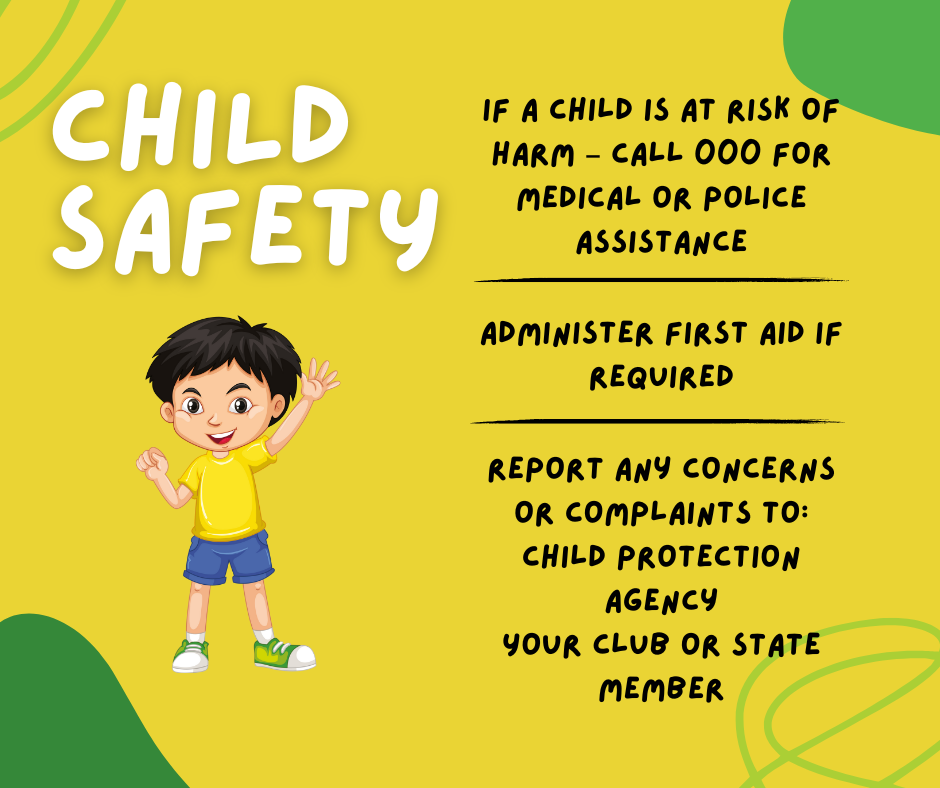 CHILD
SAFETY
IF A CHILD IS AT RISK OF
HARM – CALL 000 FOR
MEDICAL OR POLICE
ASSISTANCE
ADMINISTER FIRST AID IF
REQUIRED
REPORT ANY CONCERNS
OR COMPLAINTS TO:
CHILD PROTECTION
AGENCY
YOUR CLUB OR STATE
MEMBER